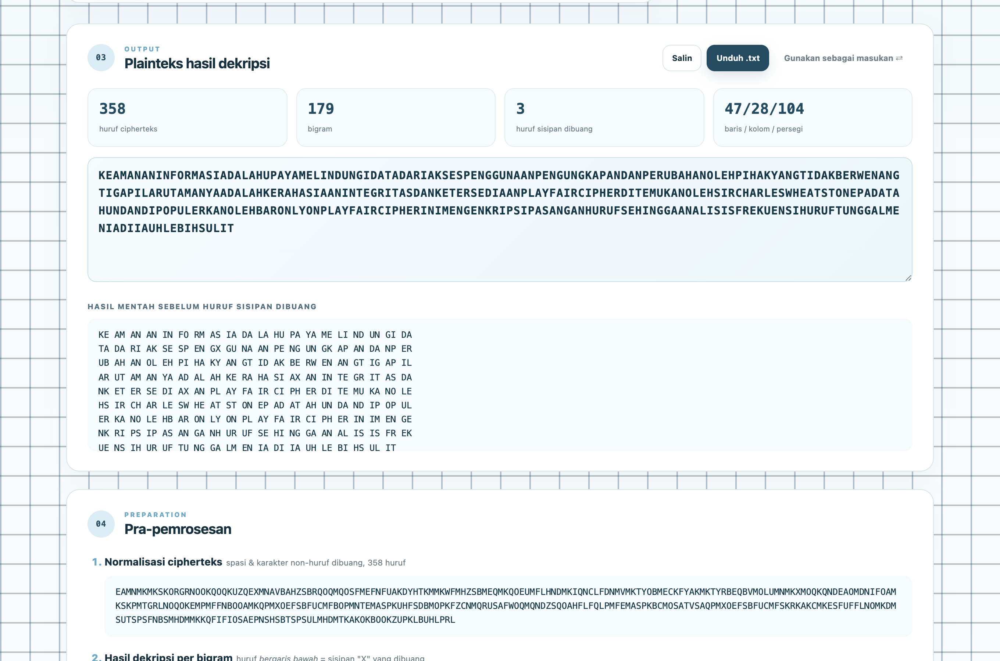 03
OUTPUT
Plainteks hasil dekripsi
Salin
Unduh .txt
Gunakan sebagai masukan ⇄
358
huruf cipherteks
179
bigram
3
huruf sisipan dibuang
47/28/104
baris / kolom / persegi
KEAMANANINFORMASIADALAHUPAYAMELINDUNGIDATADARIAKSESPENGGUNAANPENGUNGKAPANDANPERUBAHANOLEHPIHAKYANGTIDAKBERWENANG
TIGAPILARUTAMANYAADALAHKERAHASIAANINTEGRITASDANKETERSEDIAANPLAYFAIRCIPHERDITEMUKANOLEHSIRCHARLESWHEATSTONEPADATA
HUNDANDIPOPULERKANOLEHBARONLYONPLAYFAIRCIPHERINIMENGENKRIPSIPASANGANHURUFSEHINGGAANALISISFREKUENSIHURUFTUNGGALME
NIADIIAUHLEBIHSULIT
HASIL MENTAH SEBELUM HURUF SISIPAN DIBUANG
KE AM AN AN IN FO RM AS IA DA LA HU PA YA ME LI ND UN GI DA
TA DA RI AK SE SP EN GX GU NA AN PE NG UN GK AP AN DA NP ER
UB AH AN OL EH PI HA KY AN GT ID AK BE RW EN AN GT IG AP IL
AR UT AM AN YA AD AL AH KE RA HA SI AX AN IN TE GR IT AS DA
NK ET ER SE DI AX AN PL AY FA IR CI PH ER DI TE MU KA NO LE
HS IR CH AR LE SW HE AT ST ON EP AD AT AH UN DA ND IP OP UL
ER KA NO LE HB AR ON LY ON PL AY FA IR CI PH ER IN IM EN GE
NK RI PS IP AS AN GA NH UR UF SE HI NG GA AN AL IS IS FR EK
UE NS IH UR UF TU NG GA LM EN IA DI IA UH LE BI HS UL IT
04
PREPARATION
Pra-pemrosesan
1. Normalisasi cipherteks spasi & karakter non-huruf dibuang, 358 huruf
EAMNMKMKSKORGRNOOKQOQKUZQEXMNAVBAHZSBRQOQMQOSFMEFNFUAKDYHTKMMKWFMHZSBMEQMKQOEUMFLHNDMKIQNCLFDNMVMKTYOBMECKFYAKMKTYRBEQBVMOLUMNMKXMOQKQNDEAOMDNIFOAM
KSKPMTGRLNOQOKEMPMFFNBOOAMKQPMXOEFSBFUCMFBOPMNTEMASPKUHFSDBMOPKFZCNMQRUSAFWOQMQNDZSQOAHFLFQLPMFEMASPKBCMOSATVSAQPMXOEFSBFUCMFSKRKAKCMKESFUFFLNOMKDM
SUTSPSFNBSMHDMMKKQFIFIOSAEPNSHSBTSPSULMHDMTKAKOKBOOKZUPKLBUHLPRL
2. Hasil dekripsi per bigram huruf bergaris bawah = sisipan "X" yang dibuang